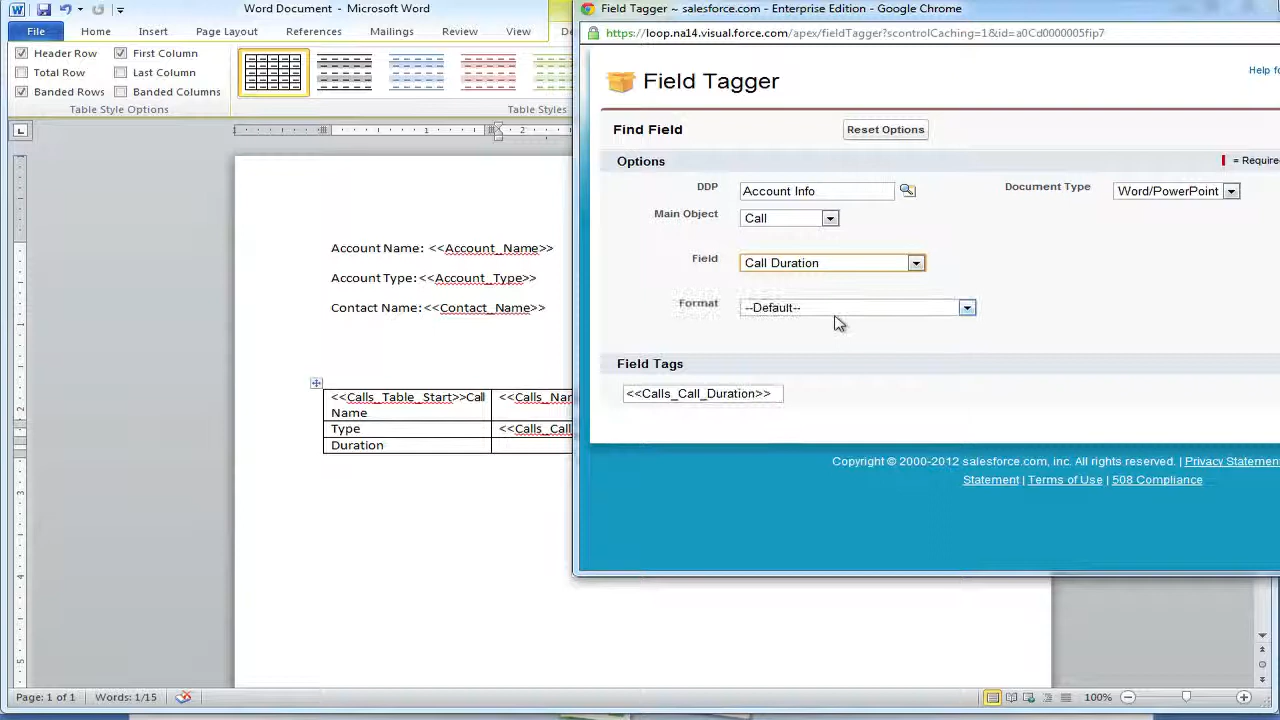 Word Document - Microsoft Word
File Home Insert Page Layout References Mailings Review View
Header Row First Column
Total Row Last Column
Banded Rows Banded Columns
Table Style Options
Table Styles
2
Account Name: <<Account_Name>>
Account Type: <<Account_Type>>
Contact Name: <<Contact_Name>>
<<Calls_Table_Start>>Call
Name
Type <<Calls_Call
Duration
Page: 1 of 1 Words: 1/15
100%
Field Tagger ~ salesforce.com - Enterprise Edition - Google Chrome
https://loop.na14.visual.force.com/apex/fieldTagger?scontrolCaching=1&id=a0Cd0000005fip7
Help fo
Field Tagger
Find Field Reset Options
Options = Require
DDP Account Info Document Type Word/PowerPoint
Main Object Call
Field Call Duration
Format --Default--
Field Tags
<<Calls_Call_Duration>>
Copyright © 2000-2012 salesforce.com, inc. All rights reserved. | Privacy Statement
Statement | Terms of Use | 508 Compliance